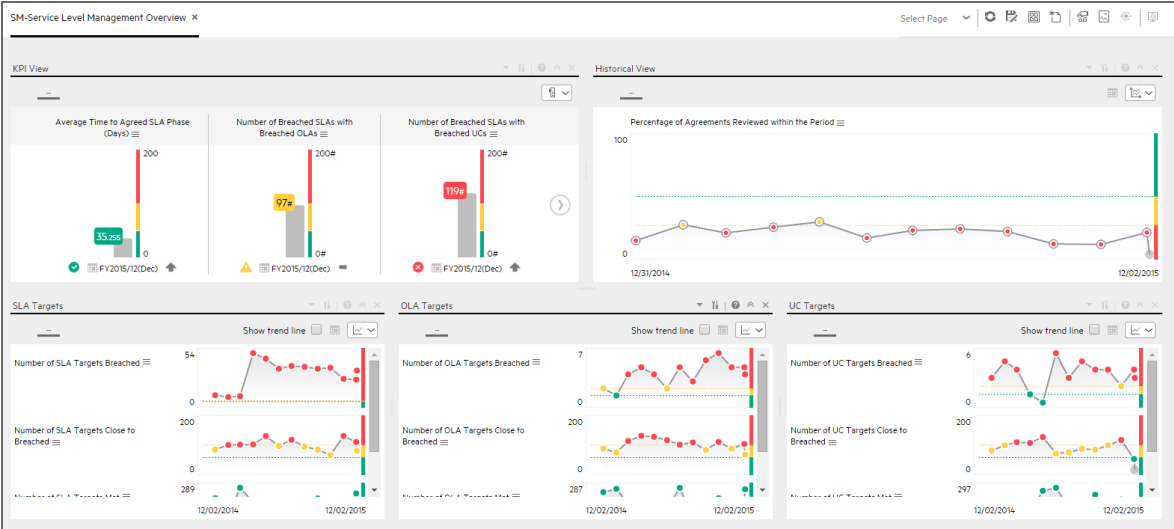 SM-Service Level Management Overview ×
Select Page
KPI View
Average Time to Agreed SLA Phase
(Days)
200
35.255
0
FY2015/12(Dec)
Number of Breached SLAs with
Breached OLAs
200#
97#
0#
FY2015/12(Dec)
Number of Breached SLAs with
Breached UCs
200#
119#
0#
FY2015/12(Dec)
Historical View
--
Percentage of Agreements Reviewed within the Period
100
0
12/31/2014
12/02/2015
SLA Targets
--
Show trend line
Number of SLA Targets Breached
54
0
Number of SLA Targets Close to
Breached
200
0
289
12/02/2014
12/02/2015
OLA Targets
--
Show trend line
Number of OLA Targets Breached
7
0
Number of OLA Targets Close to
Breached
200
0
287
12/02/2014
12/02/2015
UC Targets
--
Show trend line
Number of UC Targets Breached
6
0
Number of UC Targets Close to
Breached
200
0
297
12/02/2014
12/02/2015